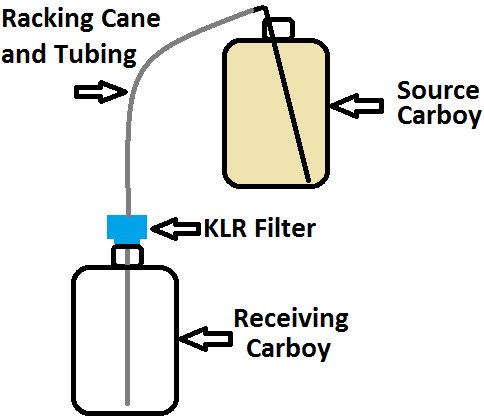 Racking Cane
and Tubing
Source
Carboy
KLR Filter
Receiving
Carboy